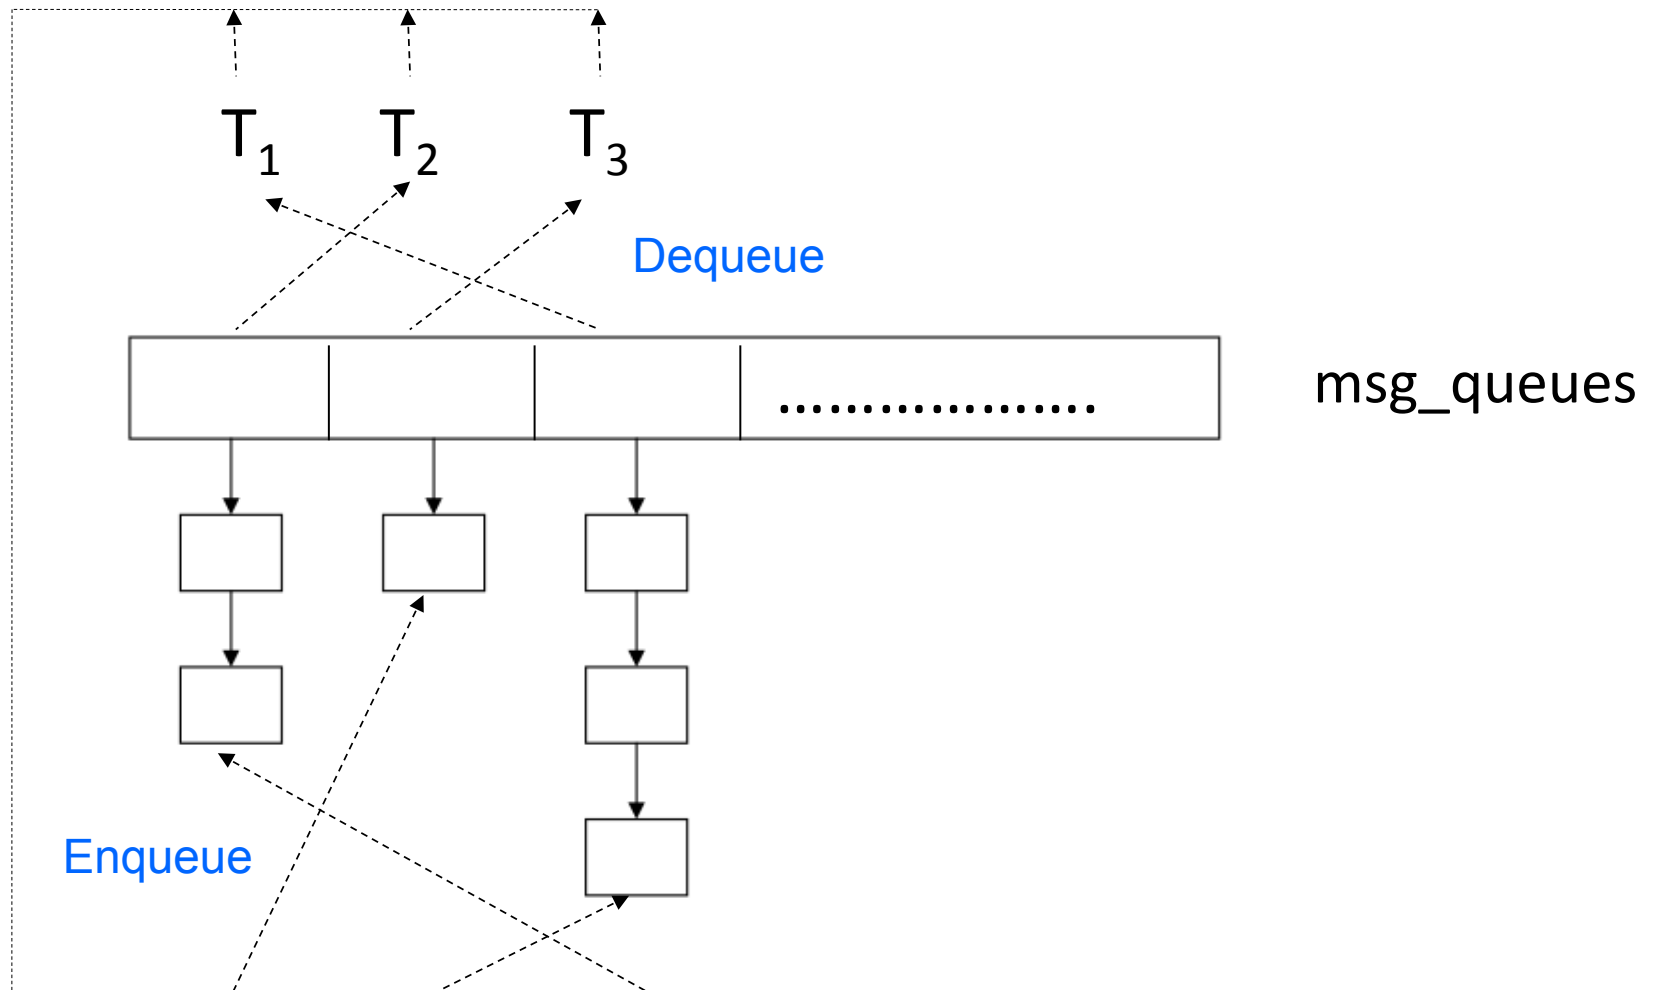 T1 T2 T3
Dequeue
msg_queues
..................
Enqueue